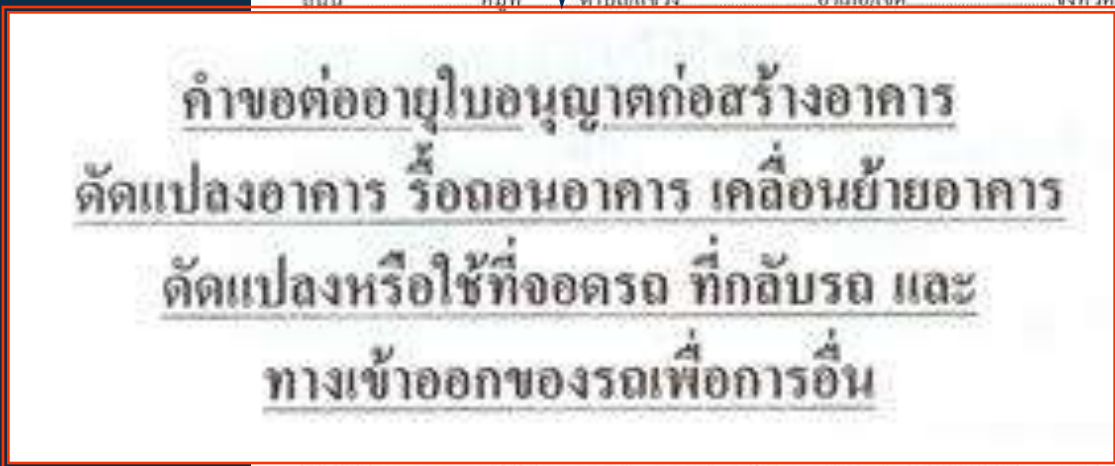 คำขอต่ออายุใบอนุญาตก่อสร้างอาคาร
ดัดแปลงอาคาร รื้อถอนอาคาร เคลื่อนย้ายอาคาร
ดัดแปลงหรือใช้ที่จอดรถ ที่กลับรถ และ
ทางเข้าออกของรถเพื่อการอื่น